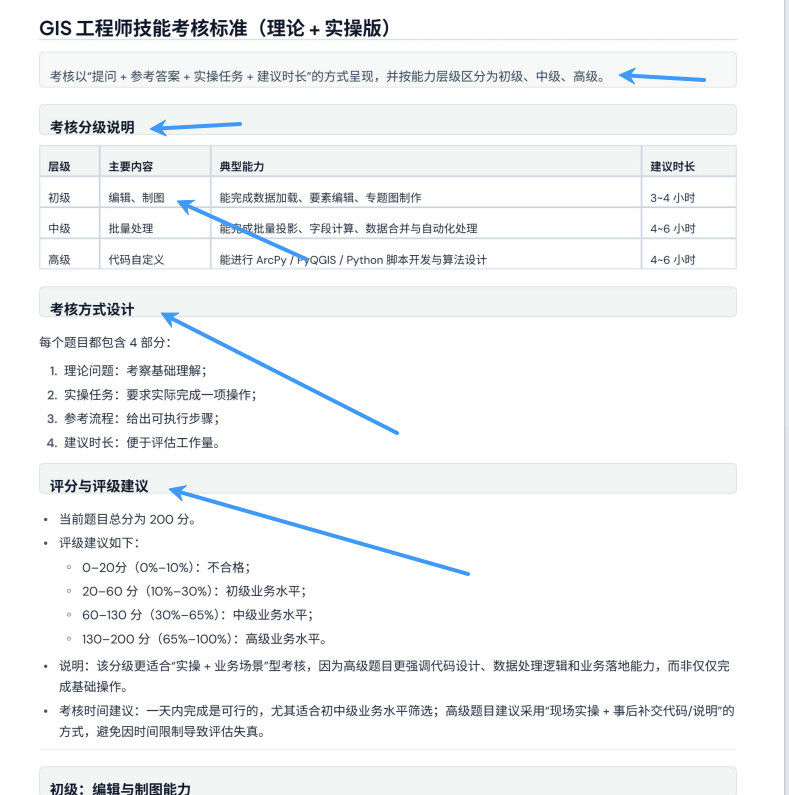 GIS 工程师技能考核标准（理论 + 实操版）
考核以“提问 + 参考答案 + 实操任务 + 建议时长”的方式呈现，并按能力层级区分为初级、中级、高级。
考核分级说明
层级 主要内容 典型能力 建议时长
初级 编辑、制图 能完成数据加载、要素编辑、专题图制作 3~4 小时
中级 批量处理 能完成批量投影、字段计算、数据合并与自动化处理 4~6 小时
高级 代码自定义 能进行 ArcPy / PyQGIS / Python 脚本开发与算法设计 4~6 小时
考核方式设计
每个题目都包含 4 部分：
1. 理论问题：考察基础理解；
2. 实操任务：要求实际完成一项操作；
3. 参考流程：给出可执行步骤；
4. 建议时长：便于评估工作量。
评分与评级建议
• 当前题目总分为 200 分。
• 评级建议如下：
◦ 0–20分（0%–10%）：不合格；
◦ 20–60 分（10%–30%）：初级业务水平；
◦ 60–130 分（30%–65%）：中级业务水平；
◦ 130–200 分（65%–100%）：高级业务水平。
• 说明：该分级更适合“实操 + 业务场景”型考核，因为高级题目更强调代码设计、数据处理逻辑和业务落地能力，而非仅仅完
成基础操作。
• 考核时间建议：一天内完成是可行的，尤其适合初中级业务水平筛选；高级题目建议采用“现场实操 + 事后补交代码/说明”的
方式，避免因时间限制导致评估失真。
初级：编辑与制图能力